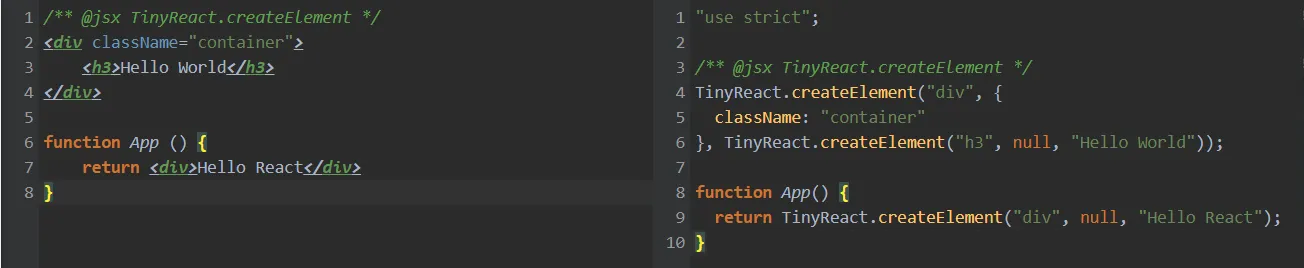 1 /** @jsx TinyReact.createElement */
2 <div className="container">
3     <h3>Hello World</h3>
4 </div>
5
6 function App () {
7     return <div>Hello React</div>
8 }
1 "use strict";
2
3 /** @jsx TinyReact.createElement */
4 TinyReact.createElement("div", {
5   className: "container"
6 }, TinyReact.createElement("h3", null, "Hello World"));
7
8 function App() {
9   return TinyReact.createElement("div", null, "Hello React");
10 }